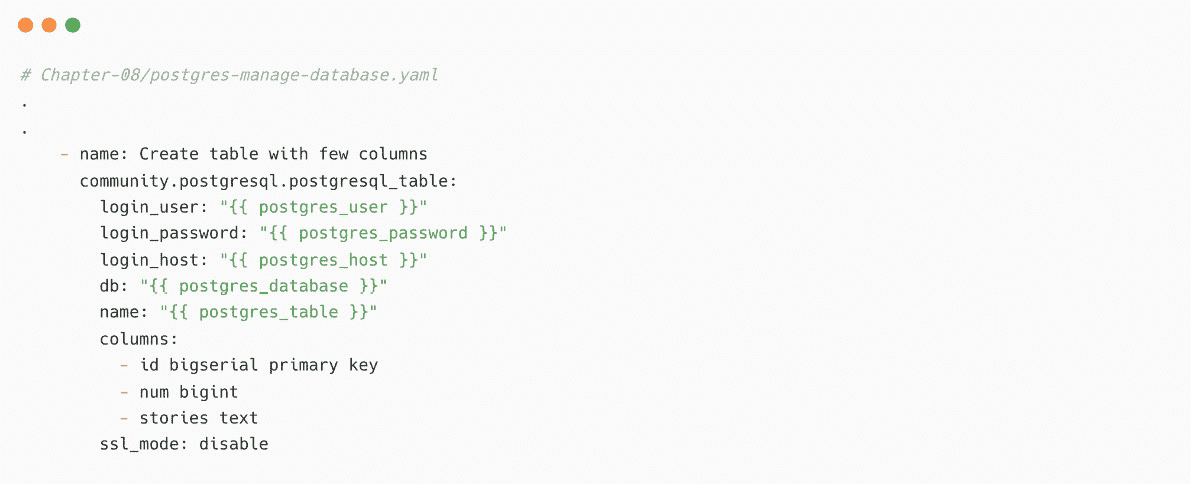 # Chapter-08/postgres-manage-database.yaml
.
.
    - name: Create table with few columns
      community.postgresql.postgresql_table:
        login_user: "{{ postgres_user }}"
        login_password: "{{ postgres_password }}"
        login_host: "{{ postgres_host }}"
        db: "{{ postgres_database }}"
        name: "{{ postgres_table }}"
        columns:
          - id bigserial primary key
          - num bigint
          - stories text
        ssl_mode: disable